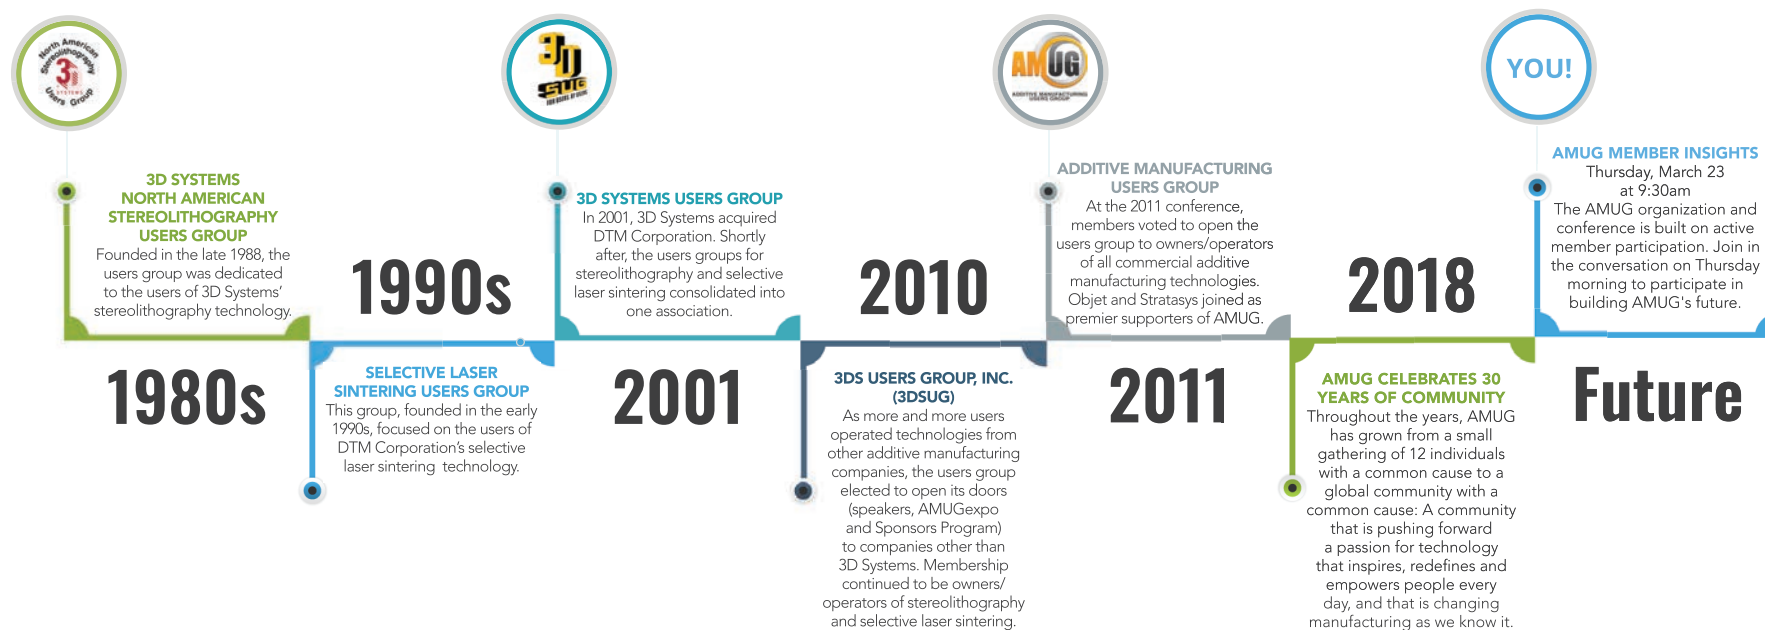 North American
Stereolithography
3
SYSTEMS
Users Group
3D SYSTEMS
NORTH AMERICAN
STEREOLITHOGRAPHY
USERS GROUP
Founded in the late 1988, the
users group was dedicated
to the users of 3D Systems'
stereolithography technology.
1980s
1990s
SELECTIVE LASER
SINTERING USERS GROUP
This group, founded in the early
1990s, focused on the users of
DTM Corporation's selective
laser sintering technology.
3D
SUG
FOR USERS, BY USERS
3D SYSTEMS USERS GROUP
In 2001, 3D Systems acquired
DTM Corporation. Shortly
after, the users groups for
stereolithography and selective
laser sintering consolidated into
one association.
2001
2010
3DS USERS GROUP, INC.
(3DSUG)
As more and more users
operated technologies from
other additive manufacturing
companies, the users group
elected to open its doors
(speakers, AMUGexpo
and Sponsors Program)
to companies other than
3D Systems. Membership
continued to be owners/
operators of stereolithography
and selective laser sintering.
AMUG
ADDITIVE MANUFACTURING
USERS GROUP
ADDITIVE MANUFACTURING
USERS GROUP
At the 2011 conference,
members voted to open the
users group to owners/operators
of all commercial additive
manufacturing technologies.
Objet and Stratasys joined as
premier supporters of AMUG.
2011
2018
AMUG CELEBRATES 30
YEARS OF COMMUNITY
Throughout the years, AMUG
has grown from a small
gathering of 12 individuals
with a common cause to a
global community with a
common cause: A community
that is pushing forward
a passion for technology
that inspires, redefines and
empowers people every
day, and that is changing
manufacturing as we know it.
YOU!
AMUG MEMBER INSIGHTS
Thursday, March 23
at 9:30am
The AMUG organization and
conference is built on active
member participation. Join in
the conversation on Thursday
morning to participate in
building AMUG's future.
Future